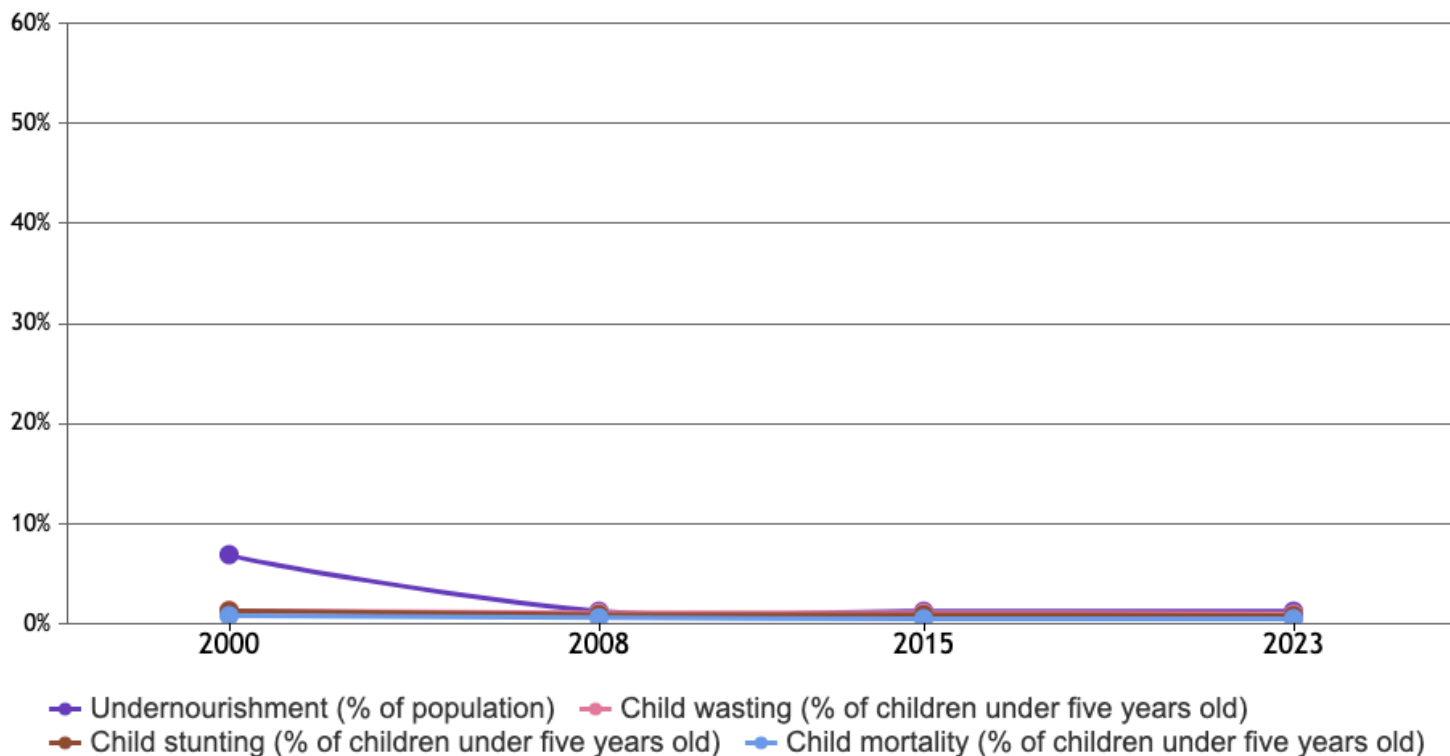 60%
50%
40%
30%
20%
10%
0%
2000 2008 2015 2023
Undernourishment (% of population) Child wasting (% of children under five years old)
Child stunting (% of children under five years old) Child mortality (% of children under five years old)